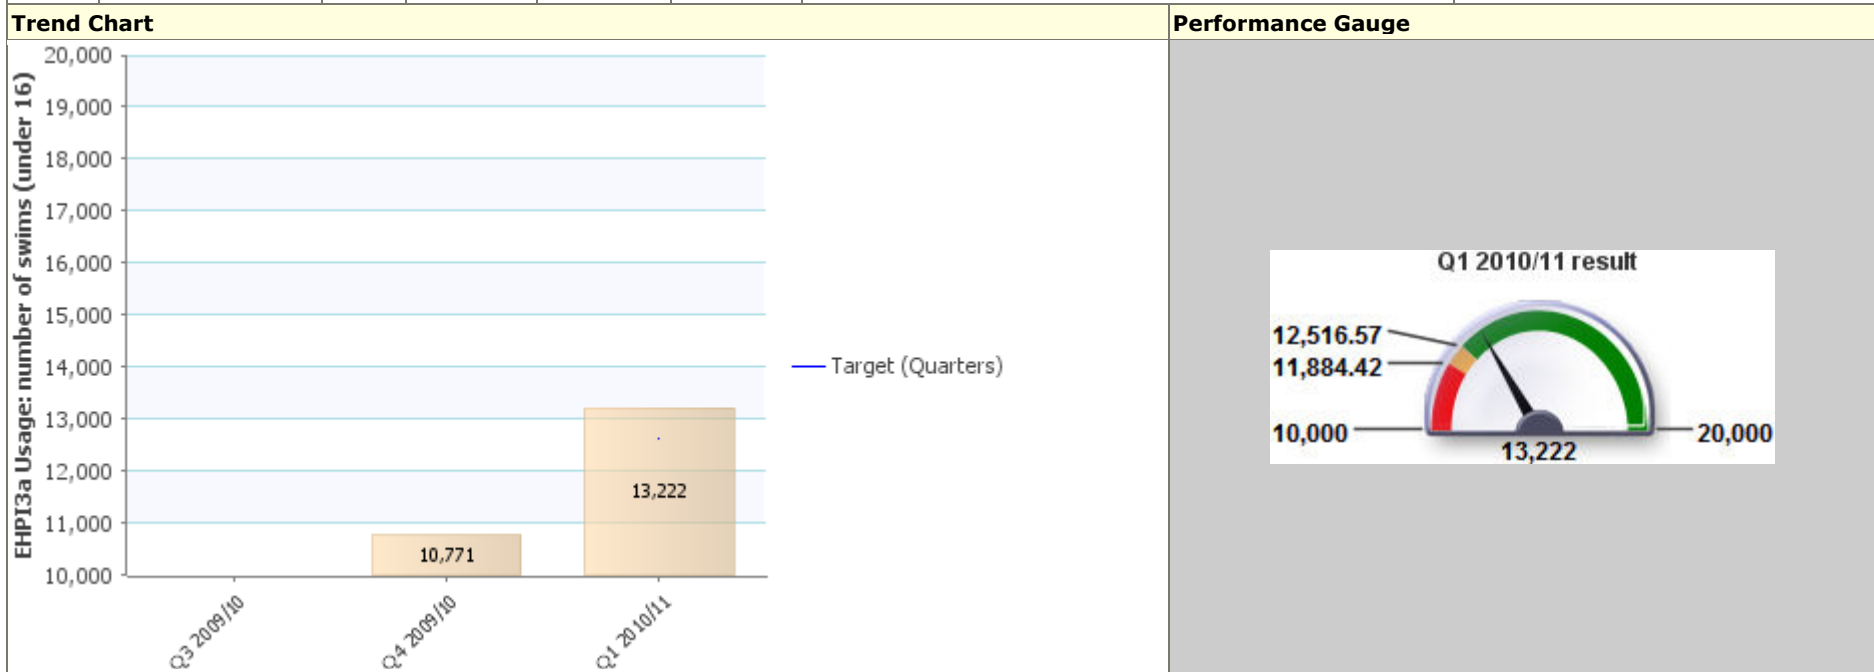 Trend Chart
Performance Gauge
EHPI3a Usage: number of swims (under 16)
20,000
19,000
18,000
17,000
16,000
15,000
14,000
13,000
12,000
11,000
10,000
10,771
13,222
Q3 2009/10
Q4 2009/10
Q1 2010/11
Target (Quarters)
Q1 2010/11 result
12,516.57
11,884.42
10,000
20,000
13,222